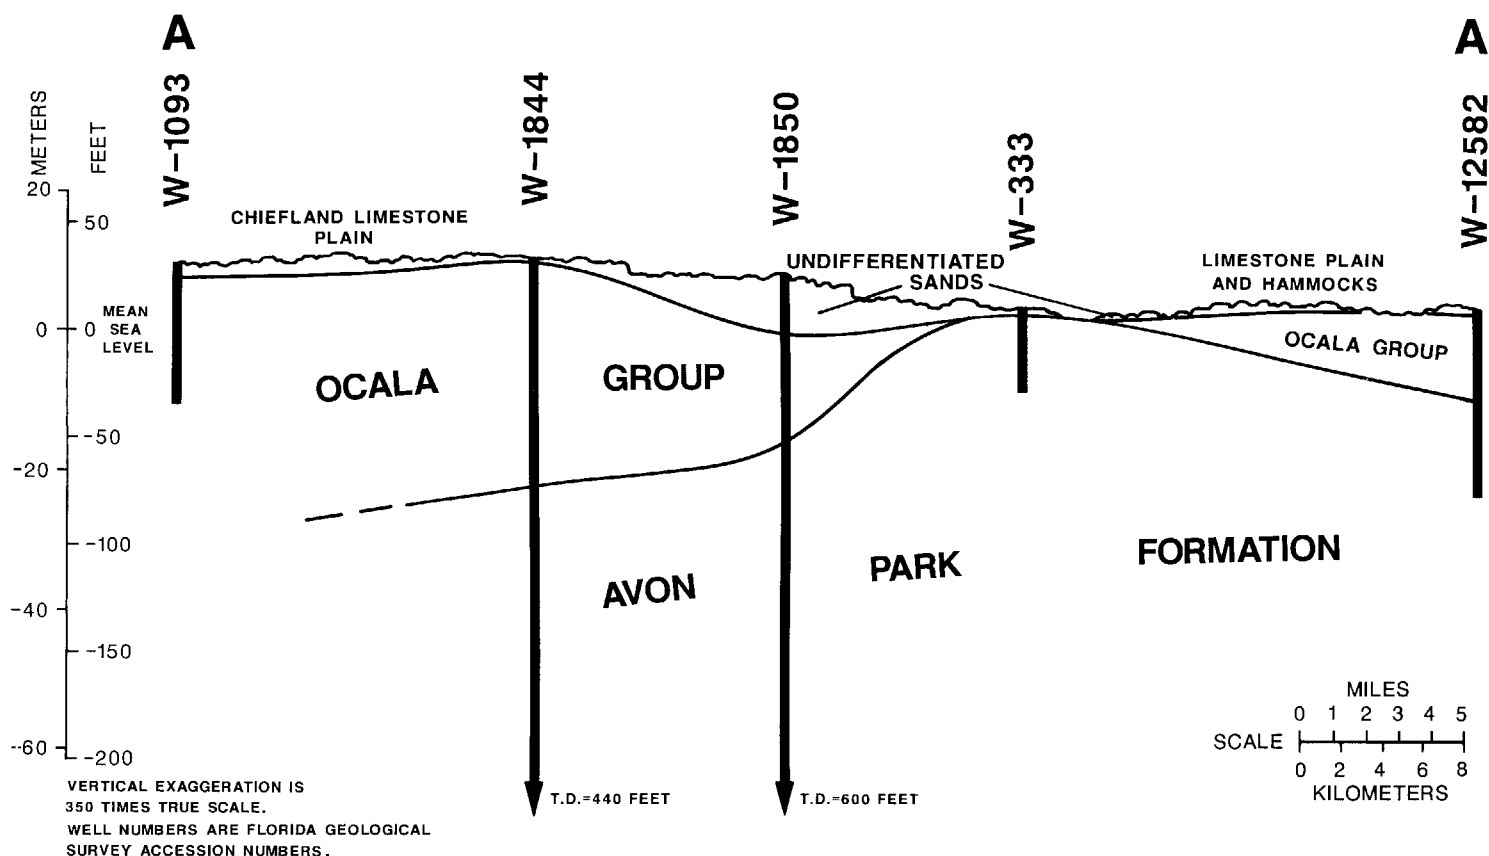 A
A
W-1093
W-1844
W-1850
W-333
W-12582
METERS
FEET
20
50
0
0
-50
-20
-100
-40
-150
--60
-200
MEAN
SEA
LEVEL
CHIEFLAND LIMESTONE
PLAIN
UNDIFFERENTIATED
SANDS
LIMESTONE PLAIN
AND HAMMOCKS
OCALA GROUP
OCALA
GROUP
AVON
PARK
FORMATION
T.D.=440 FEET
T.D.=600 FEET
MILES
0 1 2 3 4 5
SCALE
0 2 4 6 8
KILOMETERS
VERTICAL EXAGGERATION IS
350 TIMES TRUE SCALE.
WELL NUMBERS ARE FLORIDA GEOLOGICAL
SURVEY ACCESSION NUMBERS.